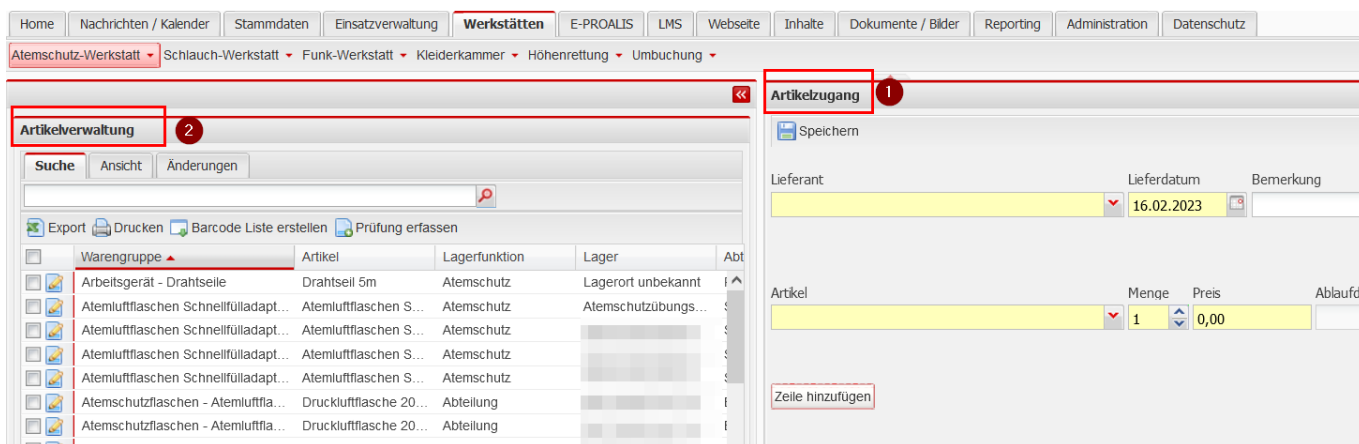 Home Nachrichten / Kalender Stammdaten Einsatzverwaltung Werkstätten E-PROALIS LMS Webseite Inhalte Dokumente / Bilder Reporting Administration Datenschutz
Atemschutz-Werkstatt Schlauch-Werkstatt Funk-Werkstatt Kleiderkammer Höhenrettung Umbuchung
Artikelverwaltung 2
Suche Ansicht Änderungen
Export Drucken Barcode Liste erstellen Prüfung erfassen
Warengruppe Artikel Lagerfunktion Lager Abt
Arbeitsgerät - Drahtseile Drahtseil 5m Atemschutz Lagerort unbekannt
Atemluftflaschen Schnellfülladapt... Atemluftflaschen S... Atemschutz Atemschutzübungs...
Atemluftflaschen Schnellfülladapt... Atemluftflaschen S... Atemschutz
Atemluftflaschen Schnellfülladapt... Atemluftflaschen S... Atemschutz
Atemluftflaschen Schnellfülladapt... Atemluftflaschen S... Atemschutz
Atemschutzflaschen - Atemluftfla... Druckluftflasche 20... Abteilung
Atemschutzflaschen - Atemluftfla... Druckluftflasche 20... Abteilung
Artikelzugang 1
Speichern
Lieferant Lieferdatum Bemerkung
16.02.2023
Artikel Menge Preis Ablaufd
1 0,00
Zeile hinzufügen